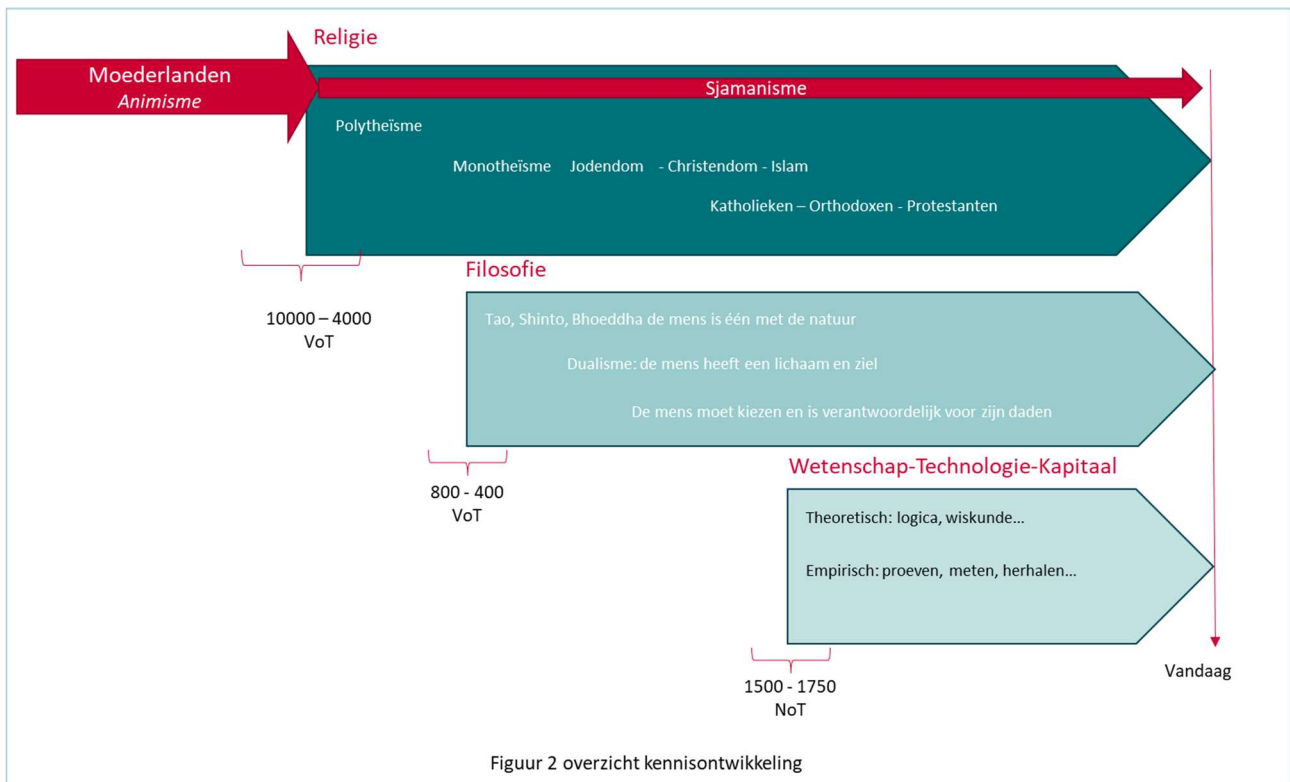 Religie
Moederlanden
Animisme
Sjamanisme
Polytheïsme
Monotheïsme Jodendom - Christendom - Islam
Katholieken – Orthodoxen - Protestanten
10000 – 4000
VoT
Filosofie
Tao, Shinto, Bhoeddha de mens is één met de natuur
Dualisme: de mens heeft een lichaam en ziel
De mens moet kiezen en is verantwoordelijk voor zijn daden
800 - 400
VoT
Wetenschap-Technologie-Kapitaal
Theoretisch: logica, wiskunde...
Empirisch: proeven, meten, herhalen...
1500 - 1750
NoT
Vandaag
Figuur 2 overzicht kennisontwikkeling